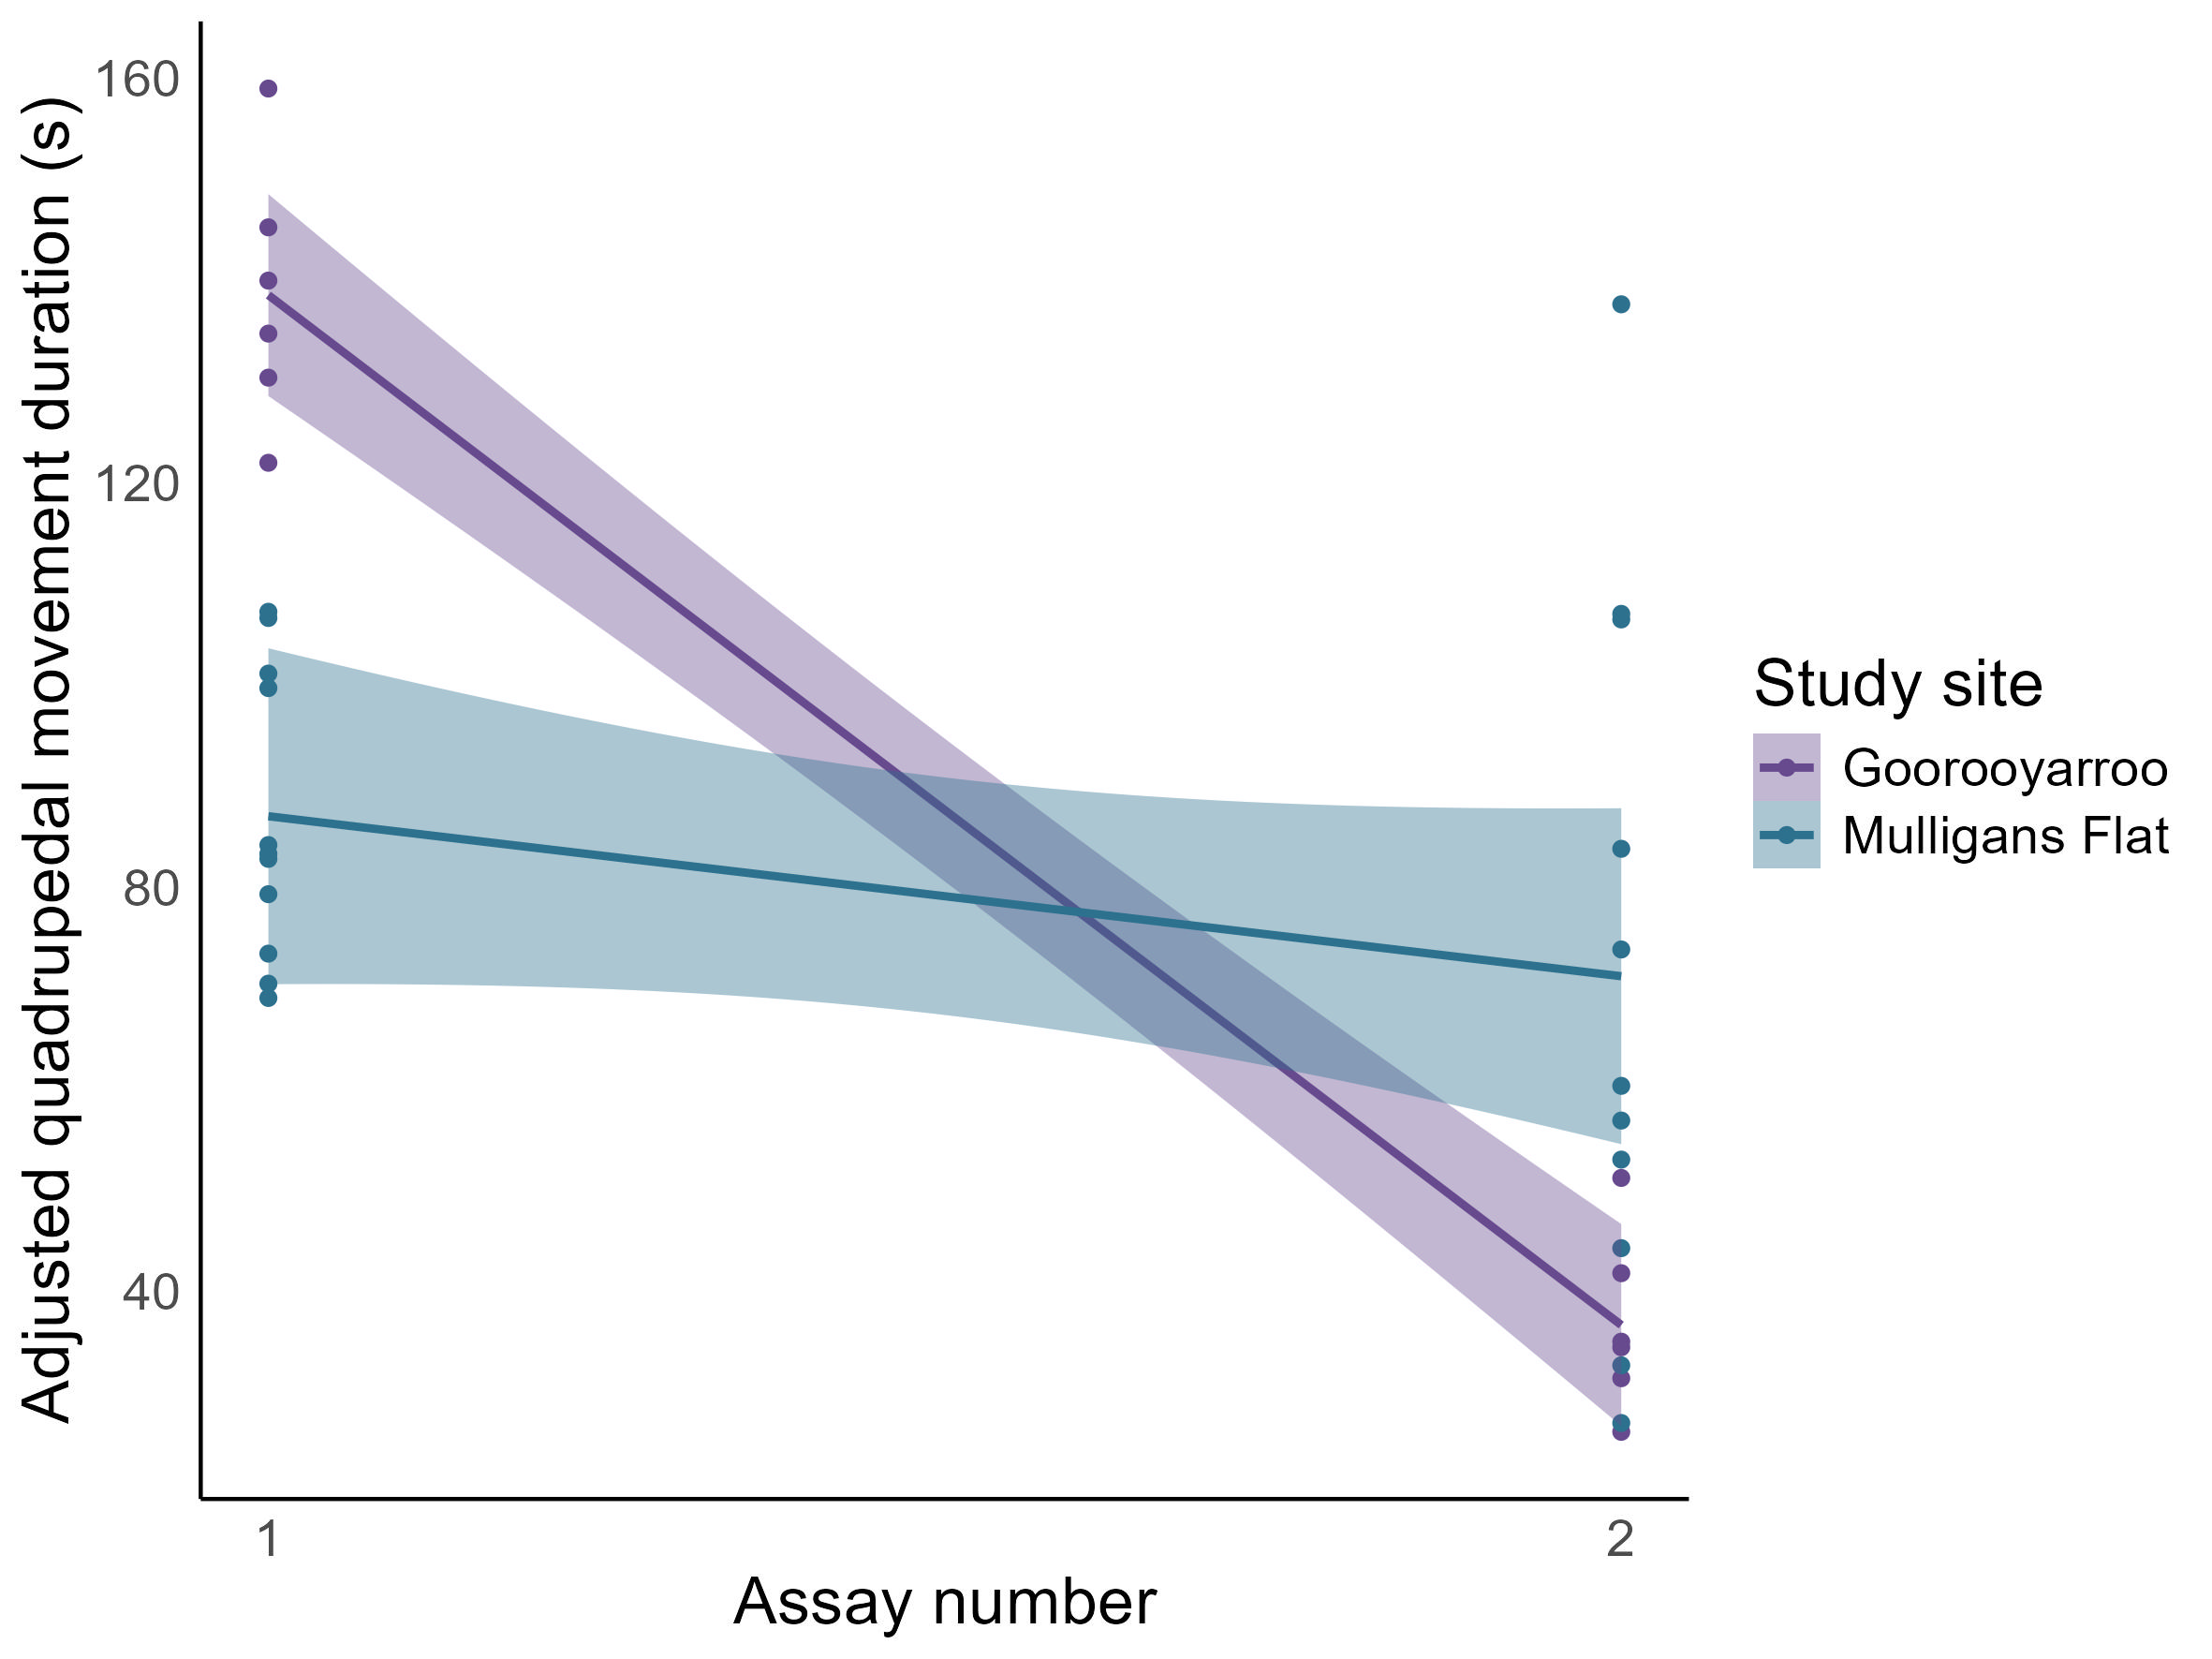 Adjusted quadrupedal movement duration (s)
160
120
80
40
1
2
Assay number
Study site
Goorooyarroo
Mulligans Flat